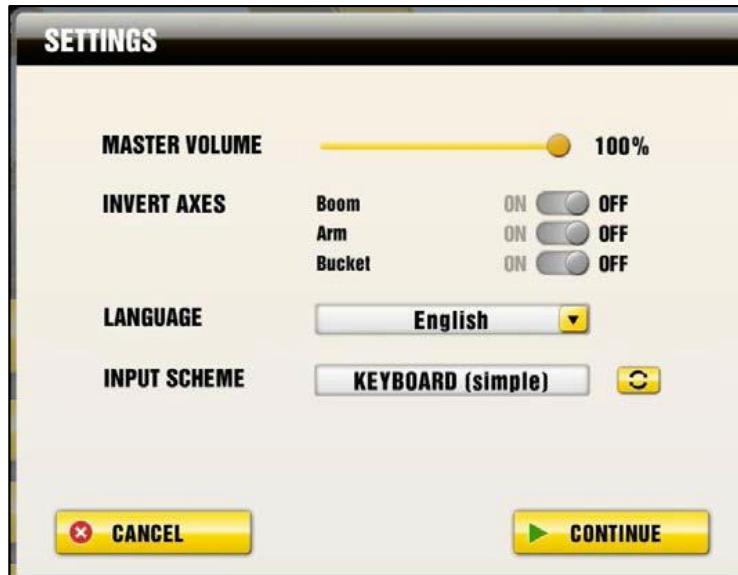 SETTINGS
MASTER VOLUME 100%
INVERT AXES Boom ON OFF
Arm ON OFF
Bucket ON OFF
LANGUAGE English
INPUT SCHEME KEYBOARD (simple)
CANCEL CONTINUE